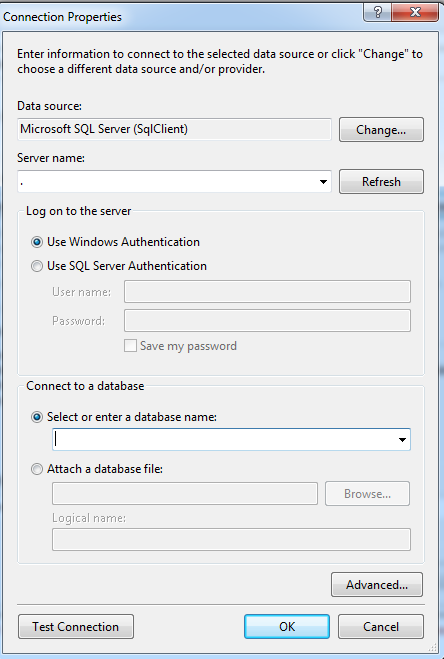 Connection Properties
Enter information to connect to the selected data source or click "Change" to
choose a different data source and/or provider.
Data source:
Microsoft SQL Server (SqlClient)
Change...
Server name:
.
Refresh
Log on to the server
Use Windows Authentication
Use SQL Server Authentication
User name:
Password:
Save my password
Connect to a database
Select or enter a database name:
Attach a database file:
Browse...
Logical name:
Advanced...
Test Connection
OK
Cancel